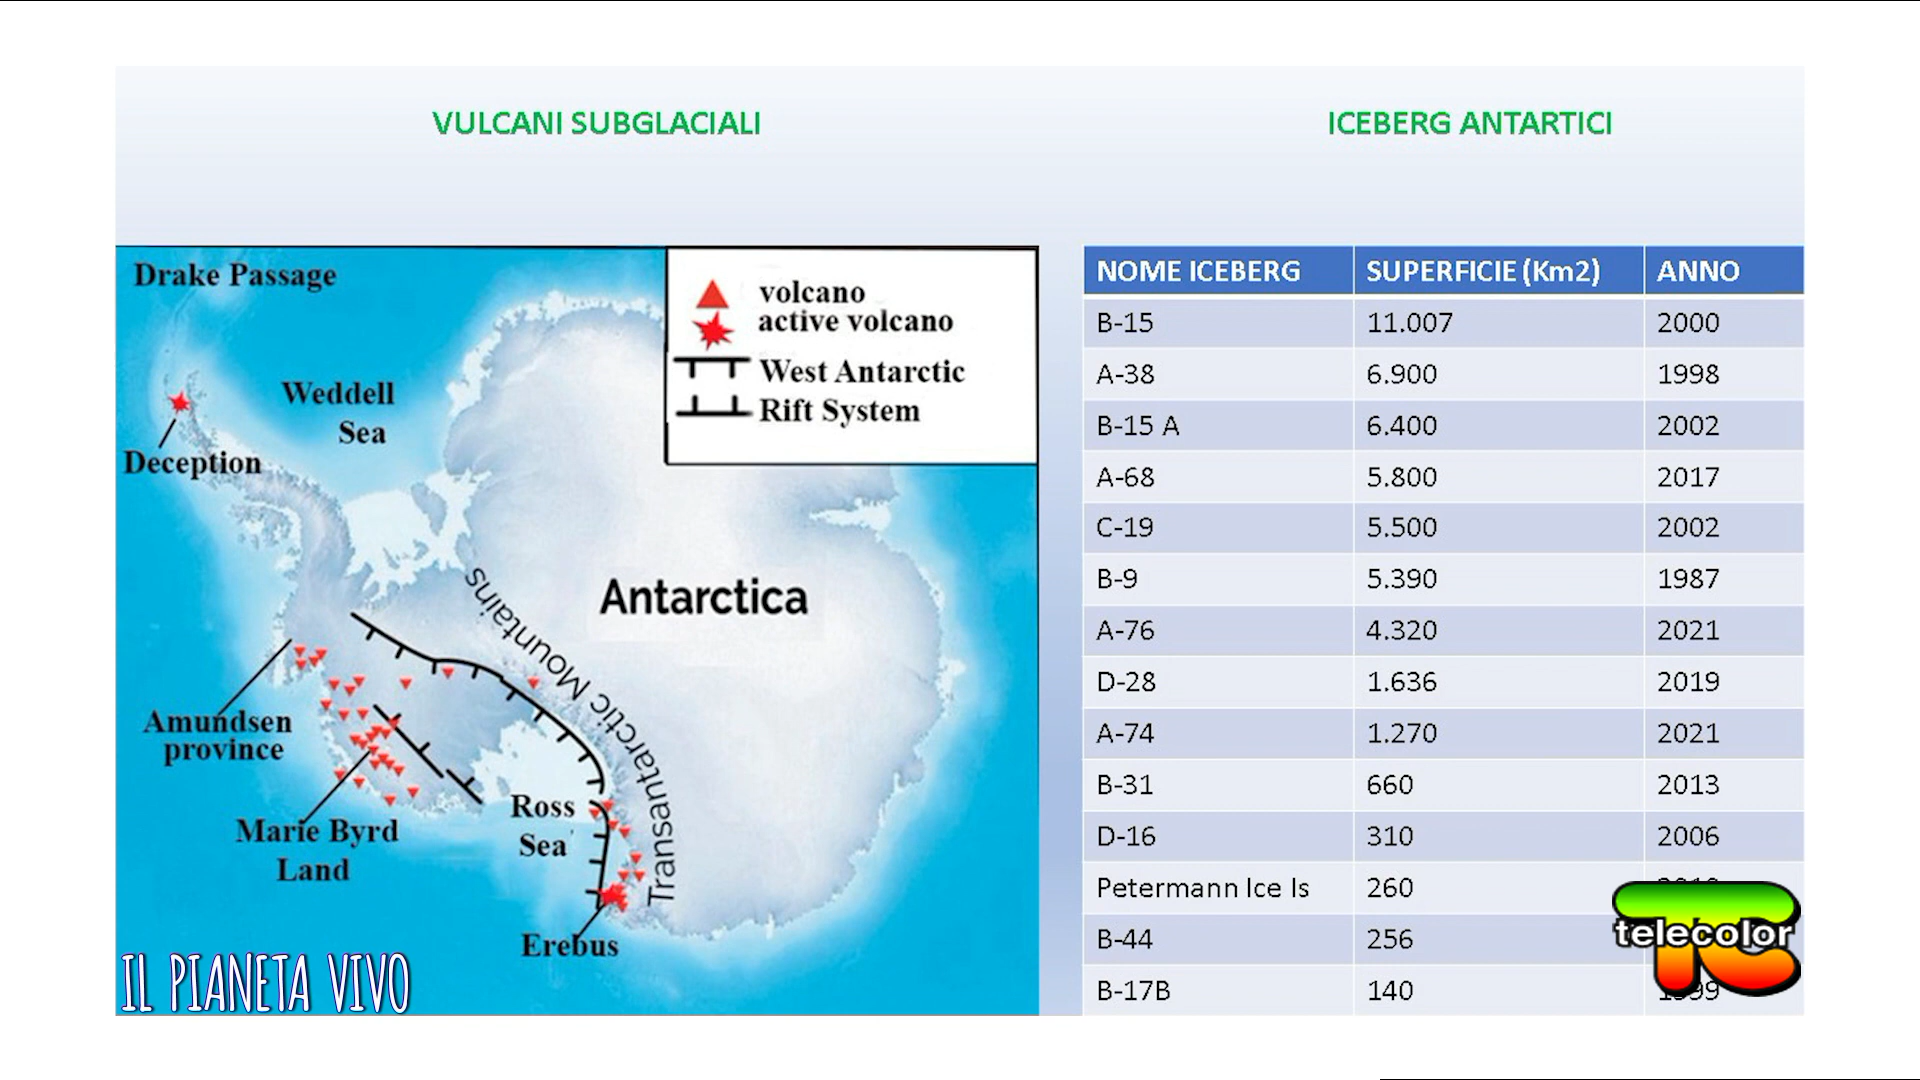 VULCANI SUBGLACIALI
ICEBERG ANTARTICI
Drake Passage
volcano
active volcano
West Antarctic
Rift System
Weddell
Sea
Deception
Antarctica
Transantarctic Mountains
Amundsen
province
Marie Byrd
Land
Ross
Sea
Erebus
IL PIANETA VIVO
NOME ICEBERG SUPERFICIE (Km2) ANNO
B-15 11.007 2000
A-38 6.900 1998
B-15 A 6.400 2002
A-68 5.800 2017
C-19 5.500 2002
B-9 5.390 1987
A-76 4.320 2021
D-28 1.636 2019
A-74 1.270 2021
B-31 660 2013
D-16 310 2006
Petermann Ice Is 260
B-44 256
B-17B 140
telecolor